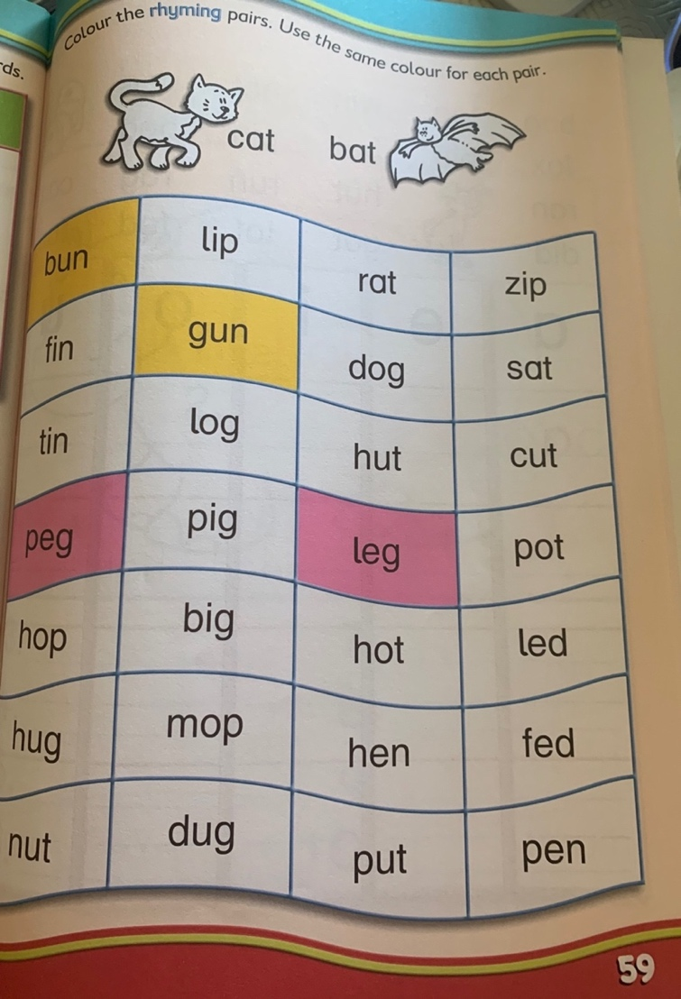 ds.
Colour the rhyming pairs. Use the same colour for each pair.
cat bat
bun lip rat zip
fin gun dog sat
tin log hut cut
peg pig leg pot
hop big hot led
hug mop hen fed
nut dug put pen
59